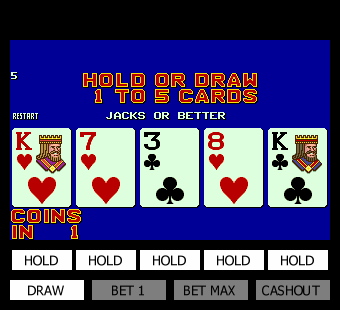 5
HOLD OR DRAW
1 TO 5 CARDS
RESTART
JACKS OR BETTER
K 7 3 8 K
COINS
IN 1
HOLD HOLD HOLD HOLD HOLD
DRAW BET 1 BET MAX CASHOUT